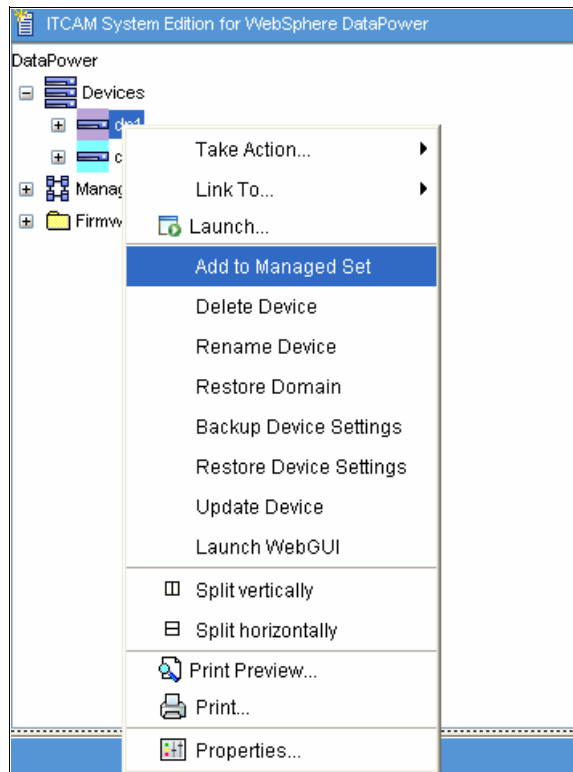 ITCAM System Edition for WebSphere DataPower
DataPower
Devices
Take Action...
Link To...
Launch...
Add to Managed Set
Delete Device
Rename Device
Restore Domain
Backup Device Settings
Restore Device Settings
Update Device
Launch WebGUI
Split vertically
Split horizontally
Print Preview...
Print...
Properties...